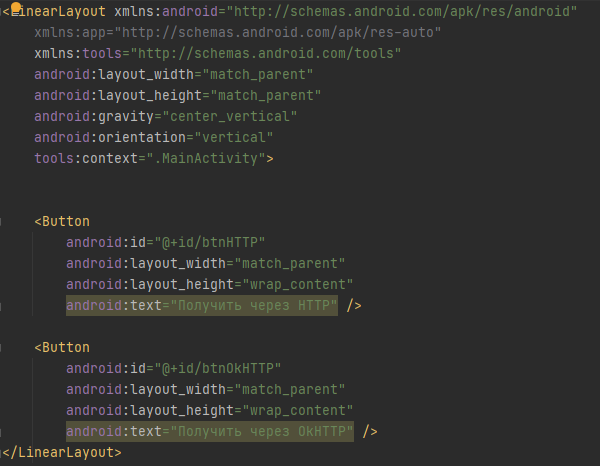 <LinearLayout xmlns:android="http://schemas.android.com/apk/res/android"
xmlns:app="http://schemas.android.com/apk/res-auto"
xmlns:tools="http://schemas.android.com/tools"
android:layout_width="match_parent"
android:layout_height="match_parent"
android:gravity="center_vertical"
android:orientation="vertical"
tools:context=".MainActivity">
<Button
android:id="@+id/btnHTTP"
android:layout_width="match_parent"
android:layout_height="wrap_content"
android:text="Получить через HTTP" />
<Button
android:id="@+id/btnOkHTTP"
android:layout_width="match_parent"
android:layout_height="wrap_content"
android:text="Получить через OkHTTP" />
</LinearLayout>